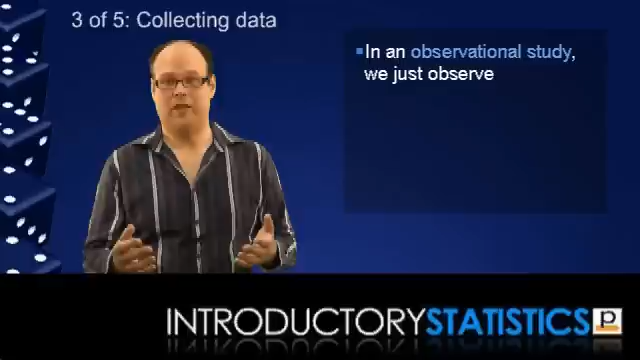 3 of 5: Collecting data
In an observational study,
we just observe
INTRODUCTORYSTATISTICS p